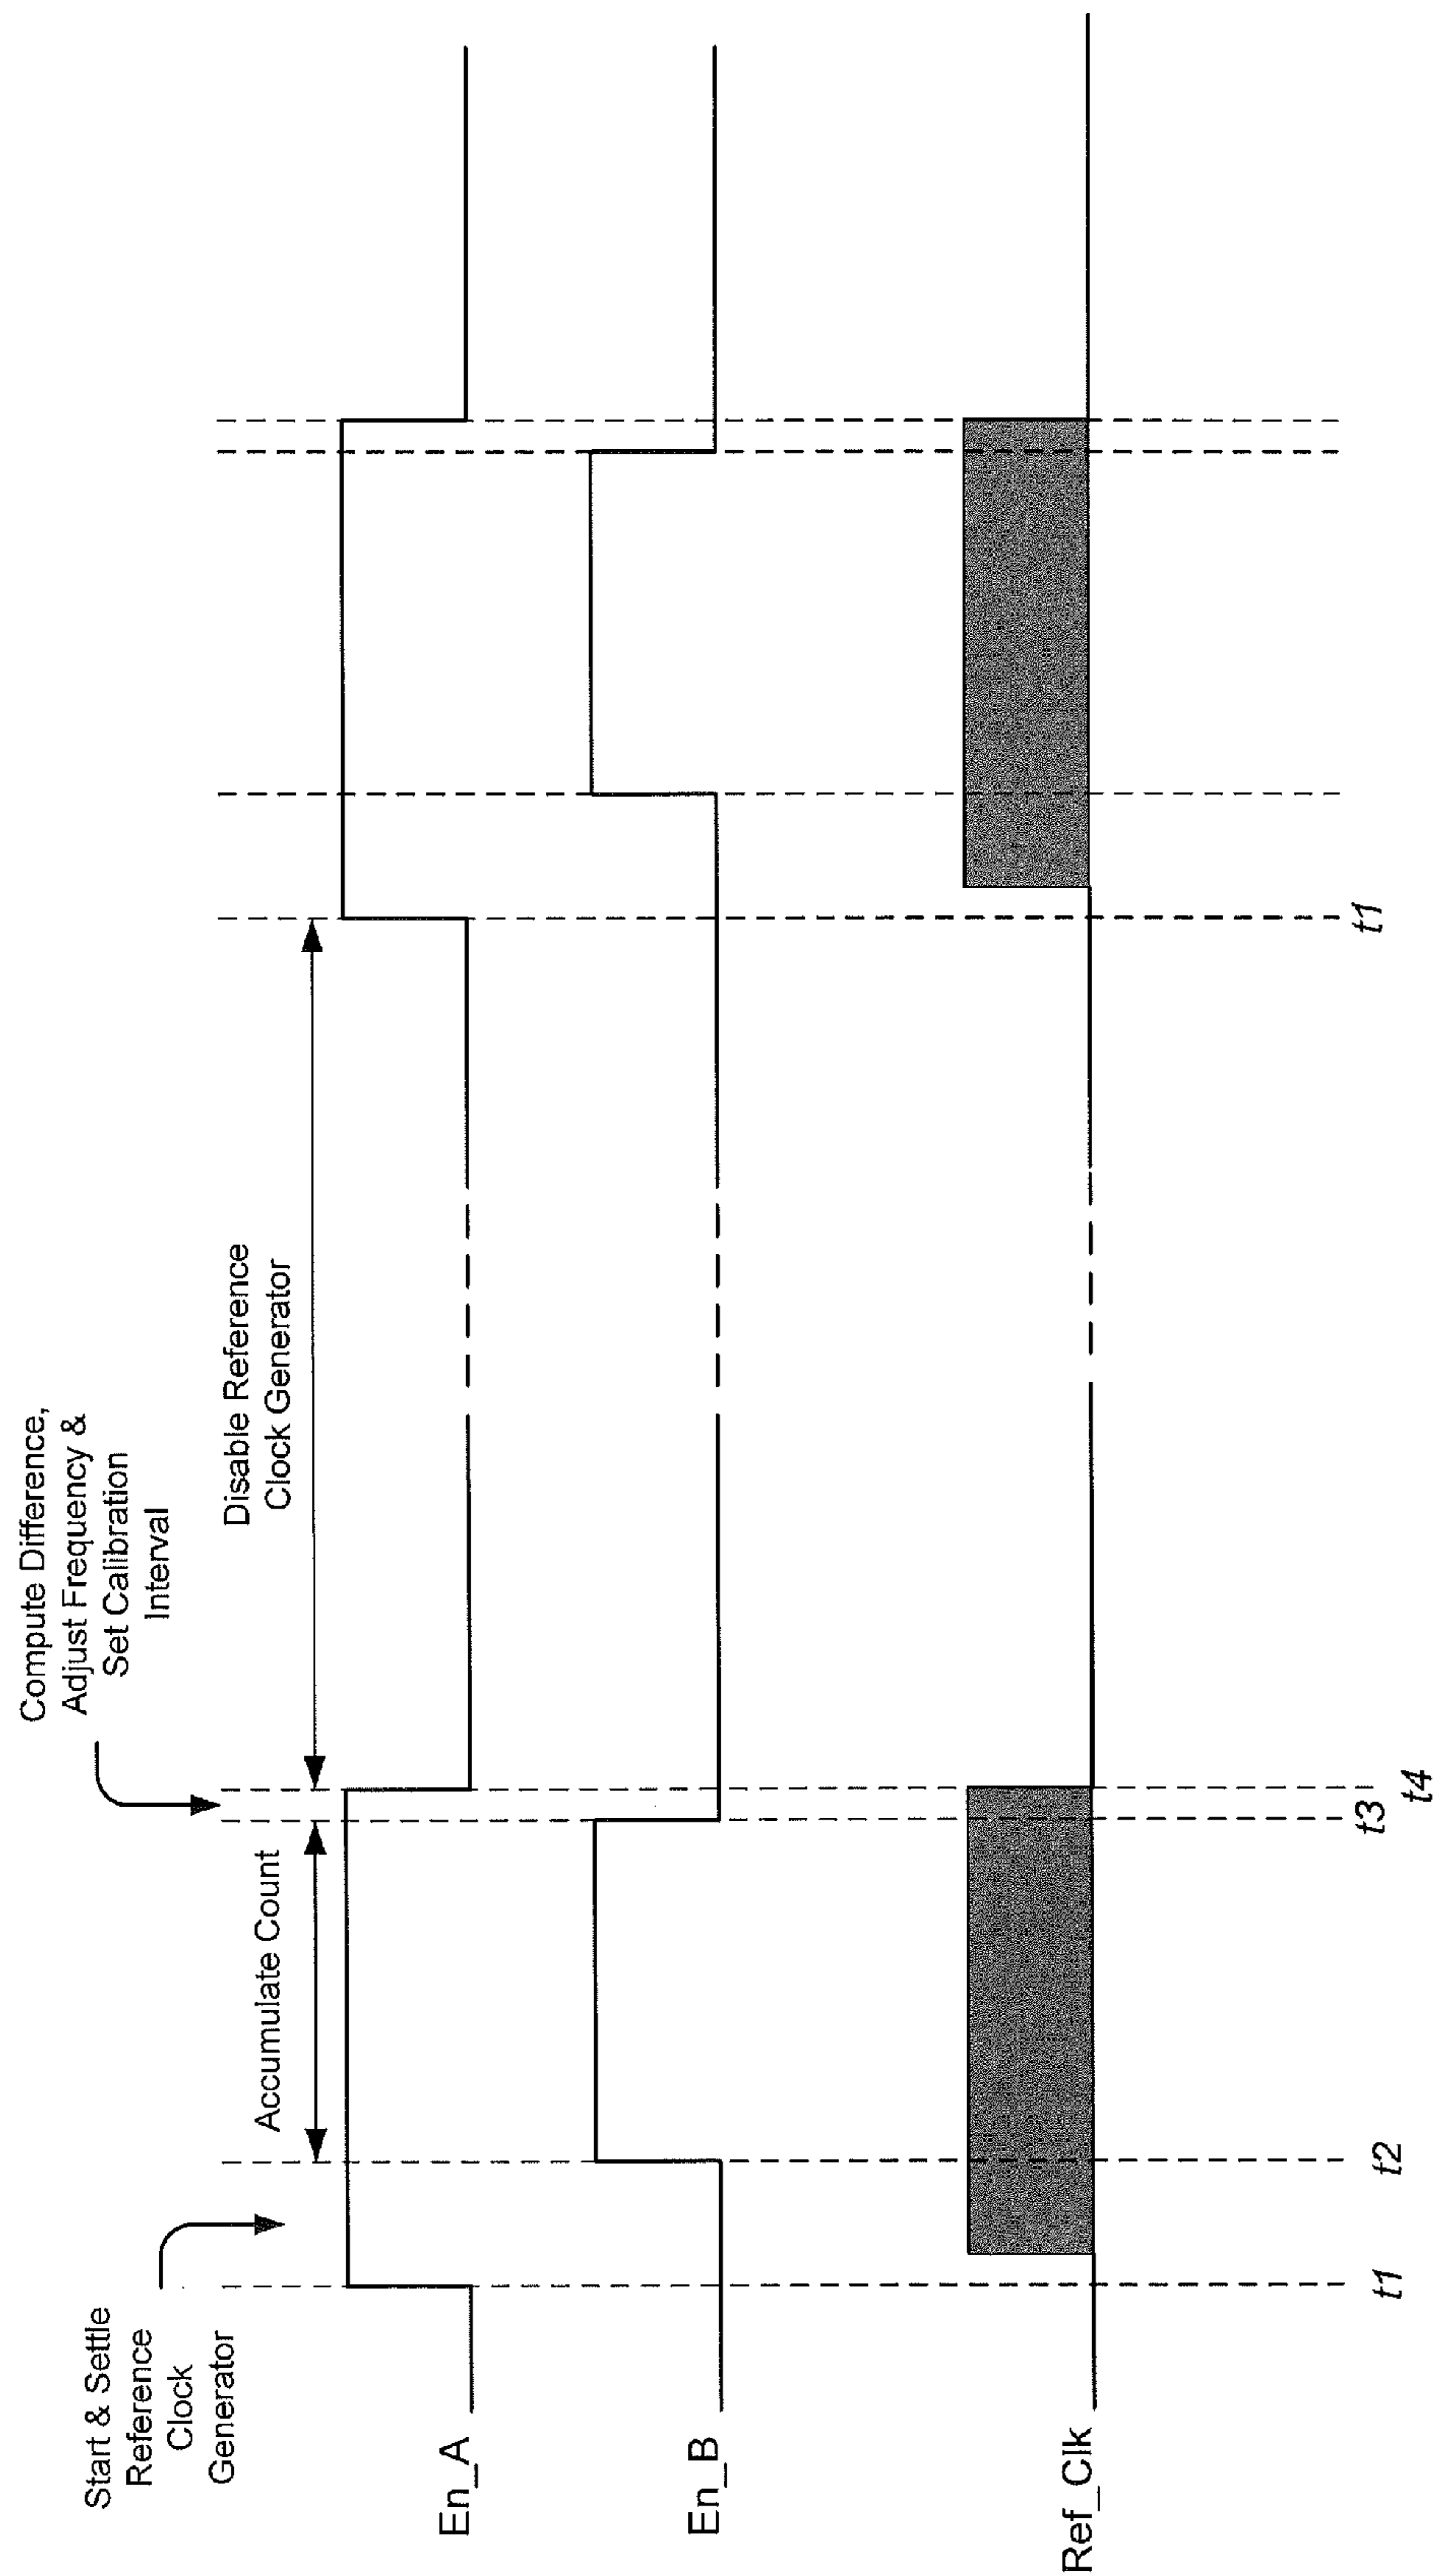 Compute Difference,
Adjust Frequency &
Set Calibration
Interval
Start & Settle
Reference
Clock
Generator
Accumulate Count
Disable Reference
Clock Generator
En_A
En_B
Ref_Clk
t1
t2
t3
t4
t1